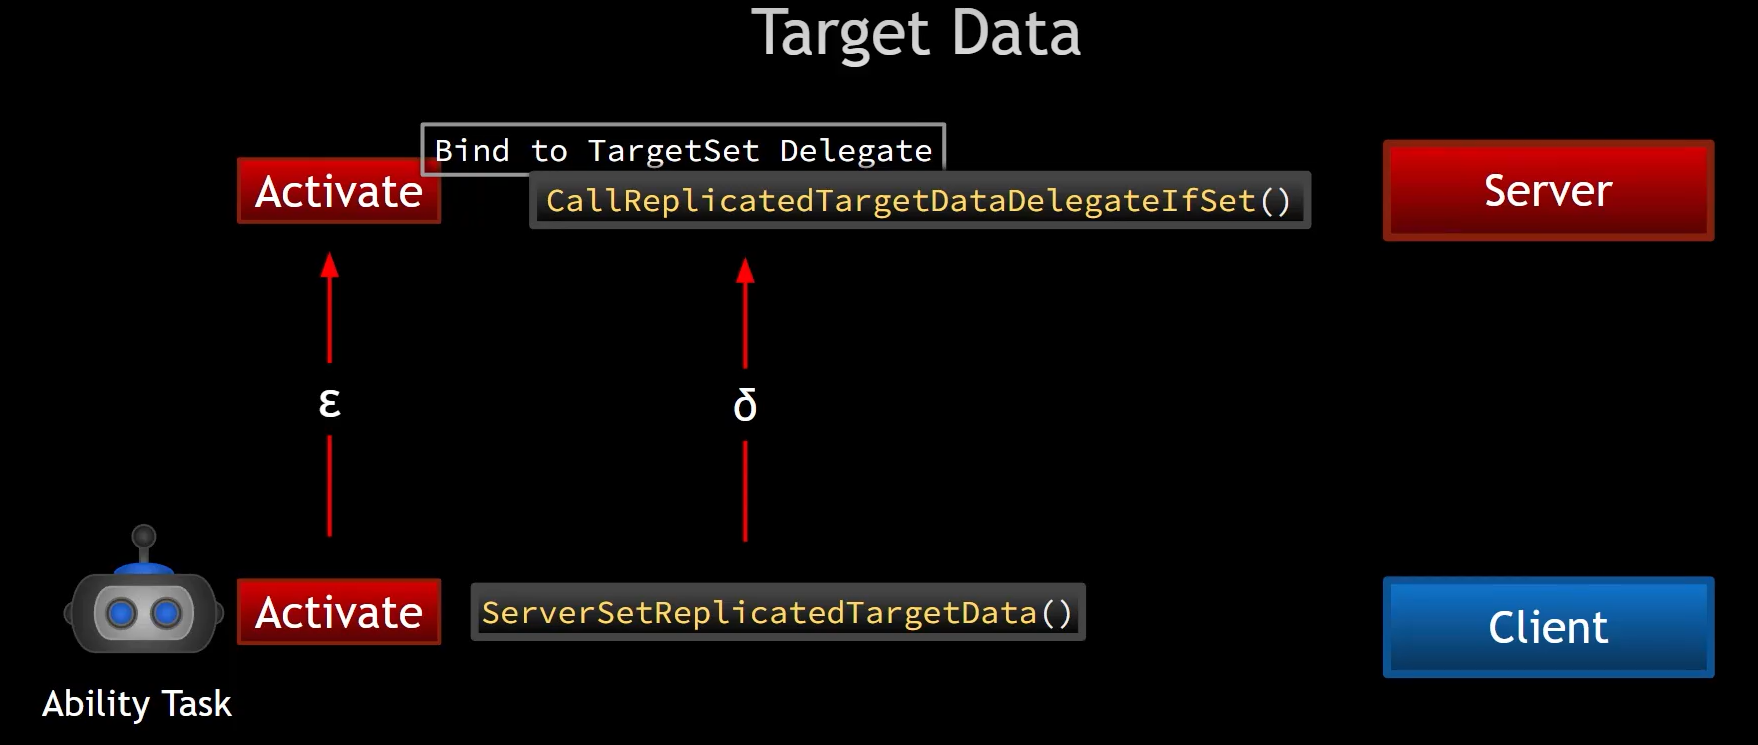 Target Data
Bind to TargetSet Delegate
Activate
CallReplicatedTargetDataDelegateIfSet()
Server
ε
δ
Activate
ServerSetReplicatedTargetData()
Client
Ability Task